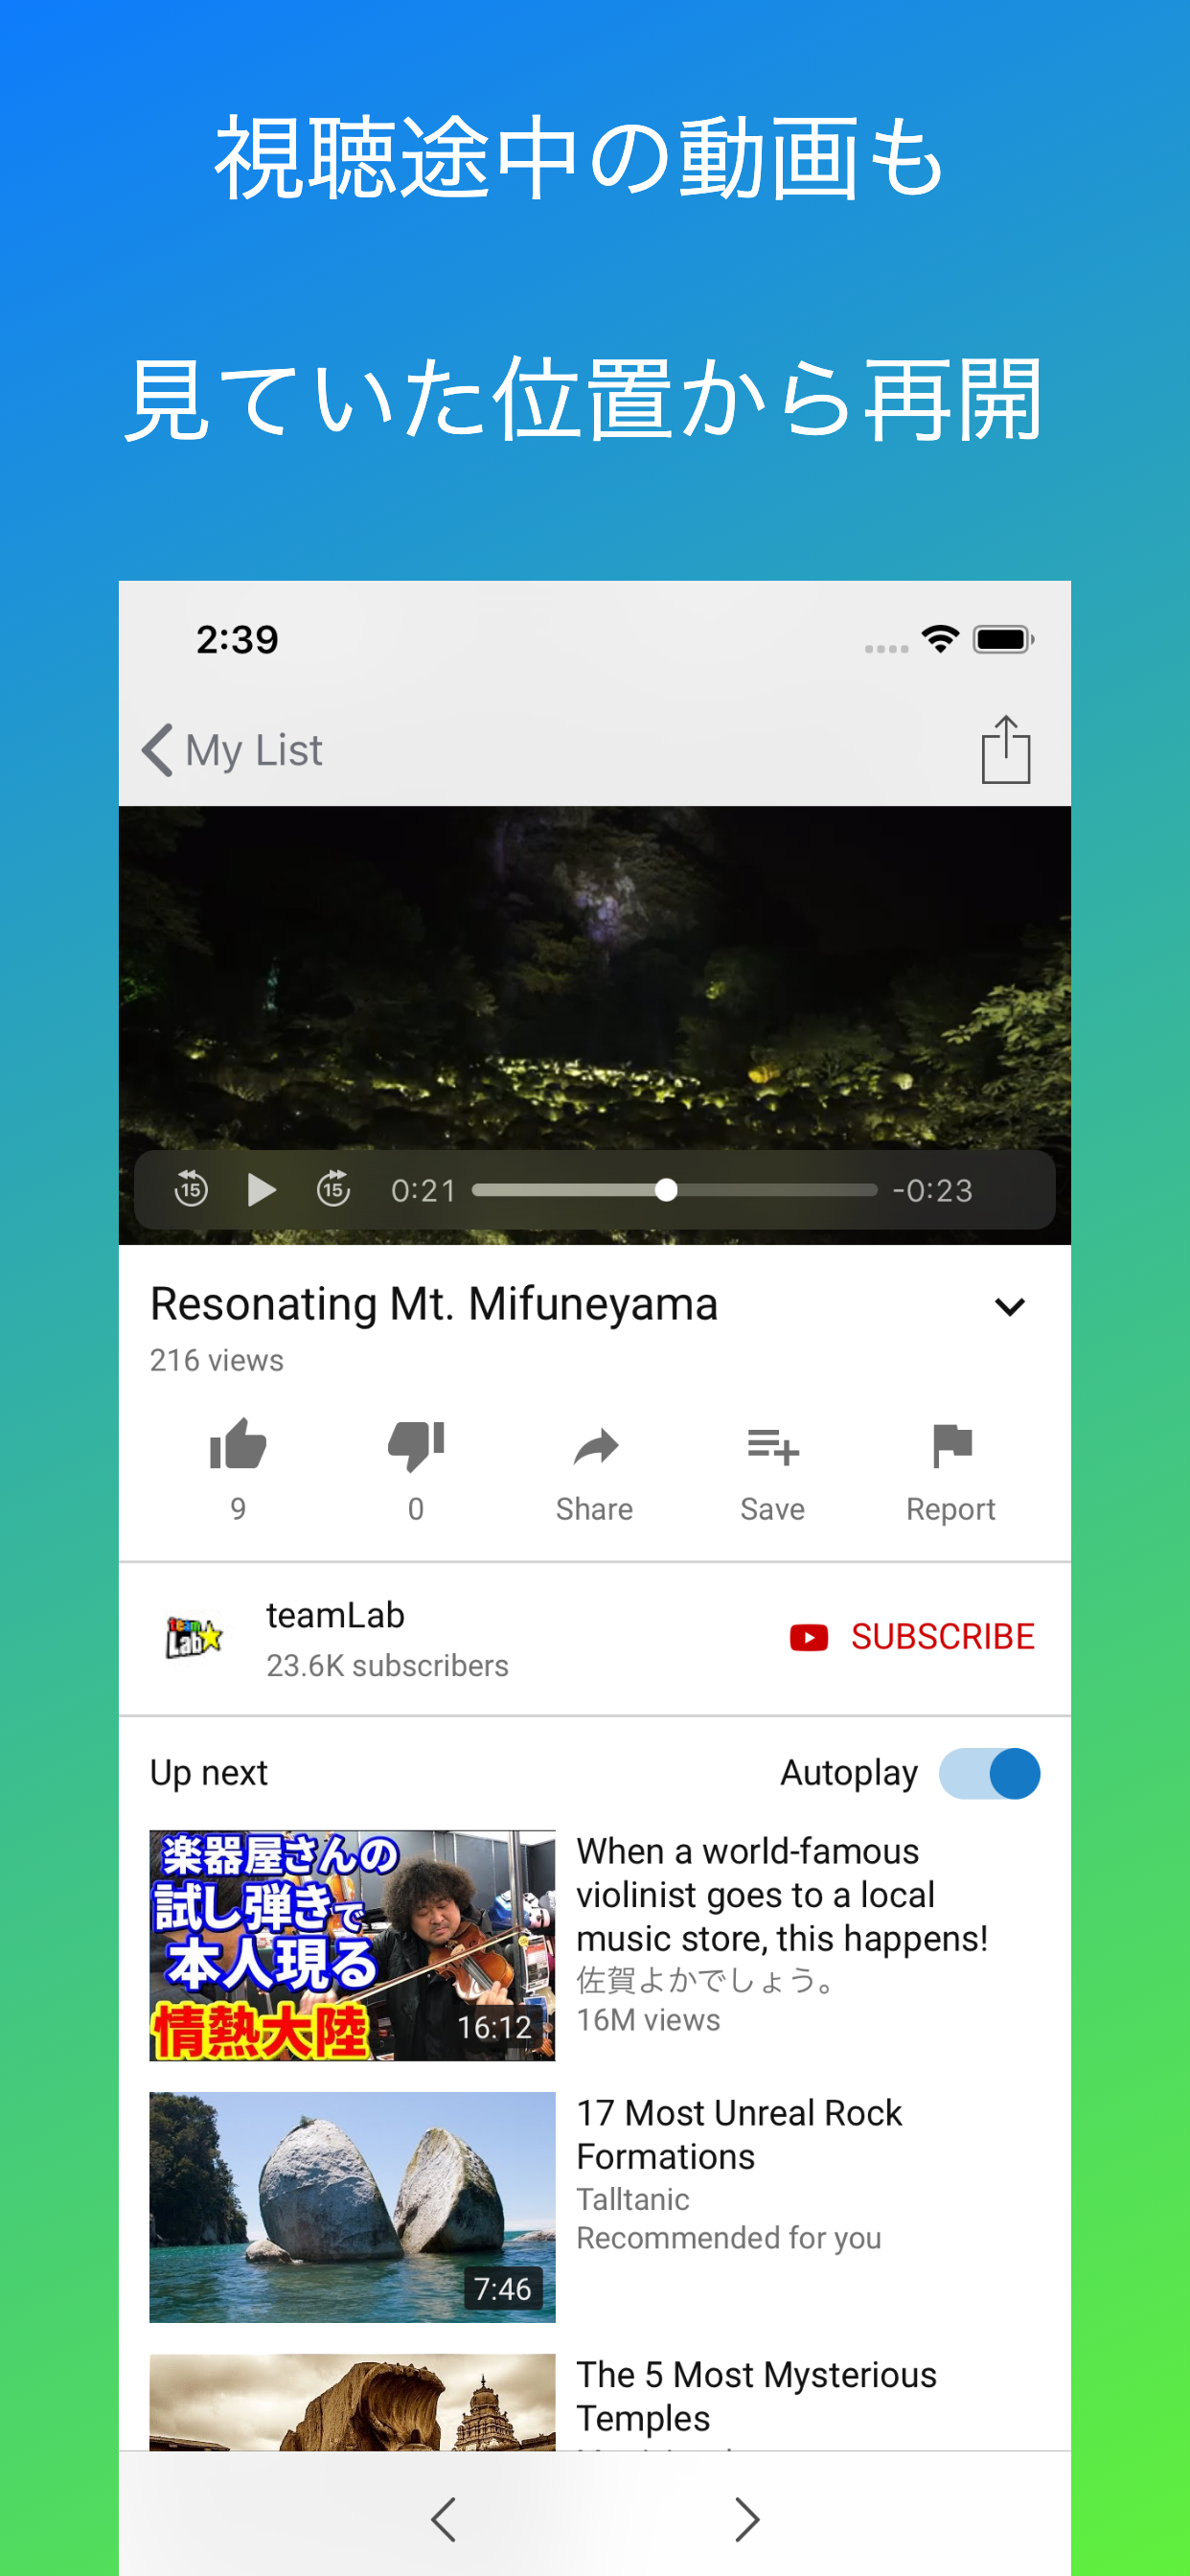 視聴途中の動画も
見ていた位置から再開
2:39
My List
15
15
0:21
-0:23
Resonating Mt. Mifuneyama
216 views
9
0
Share
Save
Report
team
Lab
teamLab
23.6K subscribers
SUBSCRIBE
Up next
Autoplay
楽器屋さんの
試し弾きで
本人現る
情熱大陸
16:12
When a world-famous
violinist goes to a local
music store, this happens!
佐賀よかでしょう。
16M views
7:46
17 Most Unreal Rock
Formations
Talltanic
Recommended for you
The 5 Most Mysterious
Temples